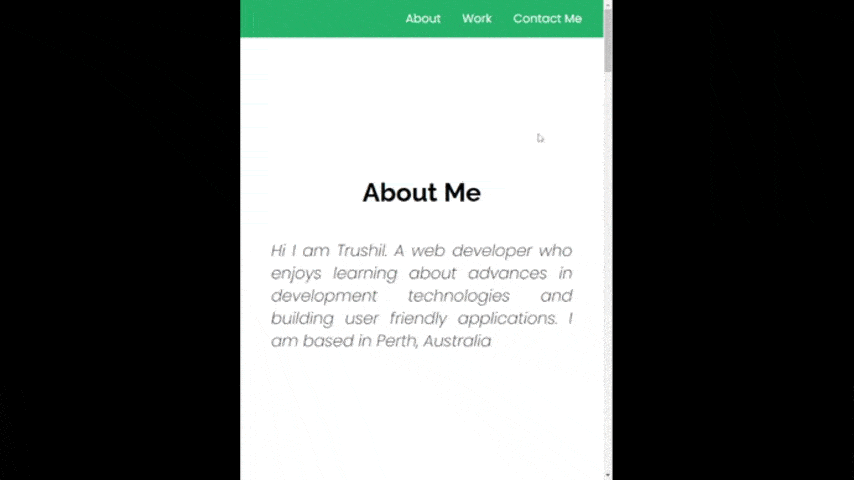 About Work Contact Me
About Me
Hi I am Trushil. A web developer who
enjoys learning about advances in
development technologies and
building user friendly applications. I
am based in Perth, Australia